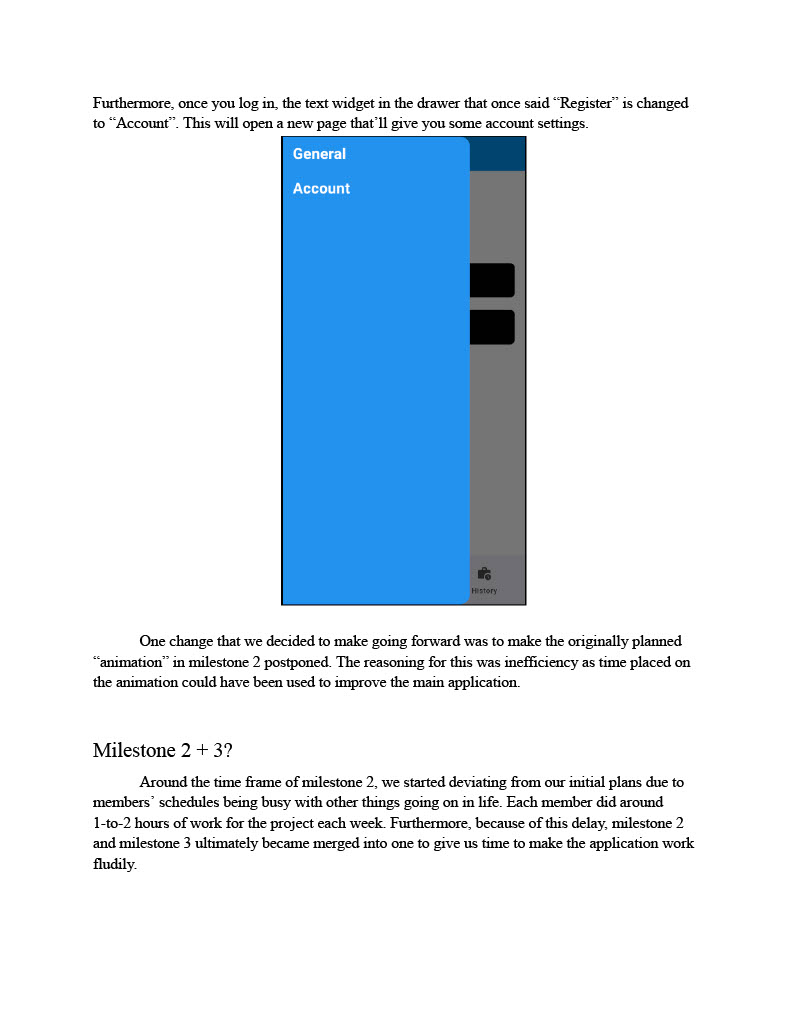 Furthermore, once you log in, the text widget in the drawer that once said “Register” is changed
to “Account”. This will open a new page that’ll give you some account settings.
General
Account
History
One change that we decided to make going forward was to make the originally planned
“animation” in milestone 2 postponed. The reasoning for this was inefficiency as time placed on
the animation could have been used to improve the main application.
Milestone 2 + 3?
Around the time frame of milestone 2, we started deviating from our initial plans due to
members’ schedules being busy with other things going on in life. Each member did around
1-to-2 hours of work for the project each week. Furthermore, because of this delay, milestone 2
and milestone 3 ultimately became merged into one to give us time to make the application work
fludily.